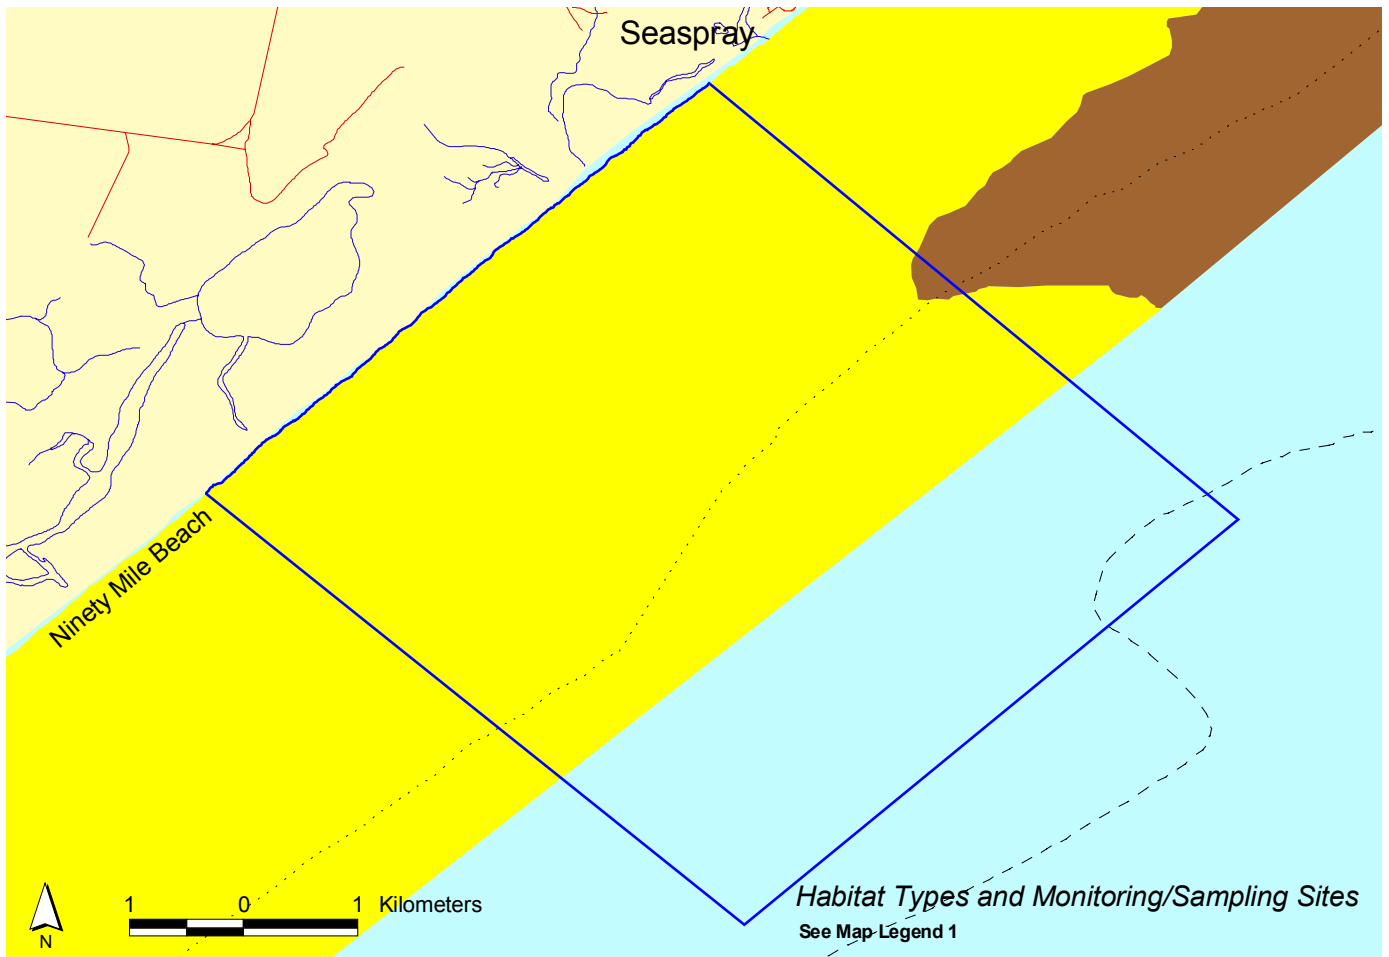 Seaspray
Ninety Mile Beach
1 0 1 Kilometers
N
Habitat Types and Monitoring/Sampling Sites
See Map Legend 1